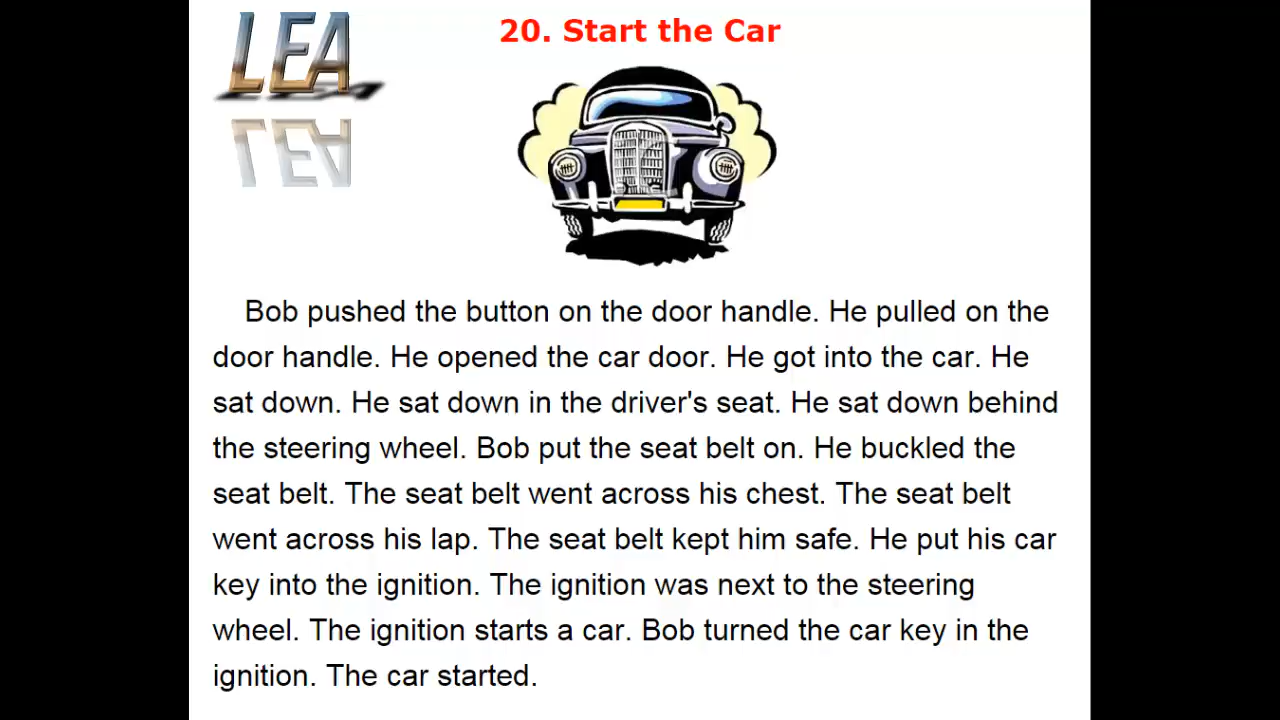 LEA
20. Start the Car
Bob pushed the button on the door handle. He pulled on the
door handle. He opened the car door. He got into the car. He
sat down. He sat down in the driver's seat. He sat down behind
the steering wheel. Bob put the seat belt on. He buckled the
seat belt. The seat belt went across his chest. The seat belt
went across his lap. The seat belt kept him safe. He put his car
key into the ignition. The ignition was next to the steering
wheel. The ignition starts a car. Bob turned the car key in the
ignition. The car started.